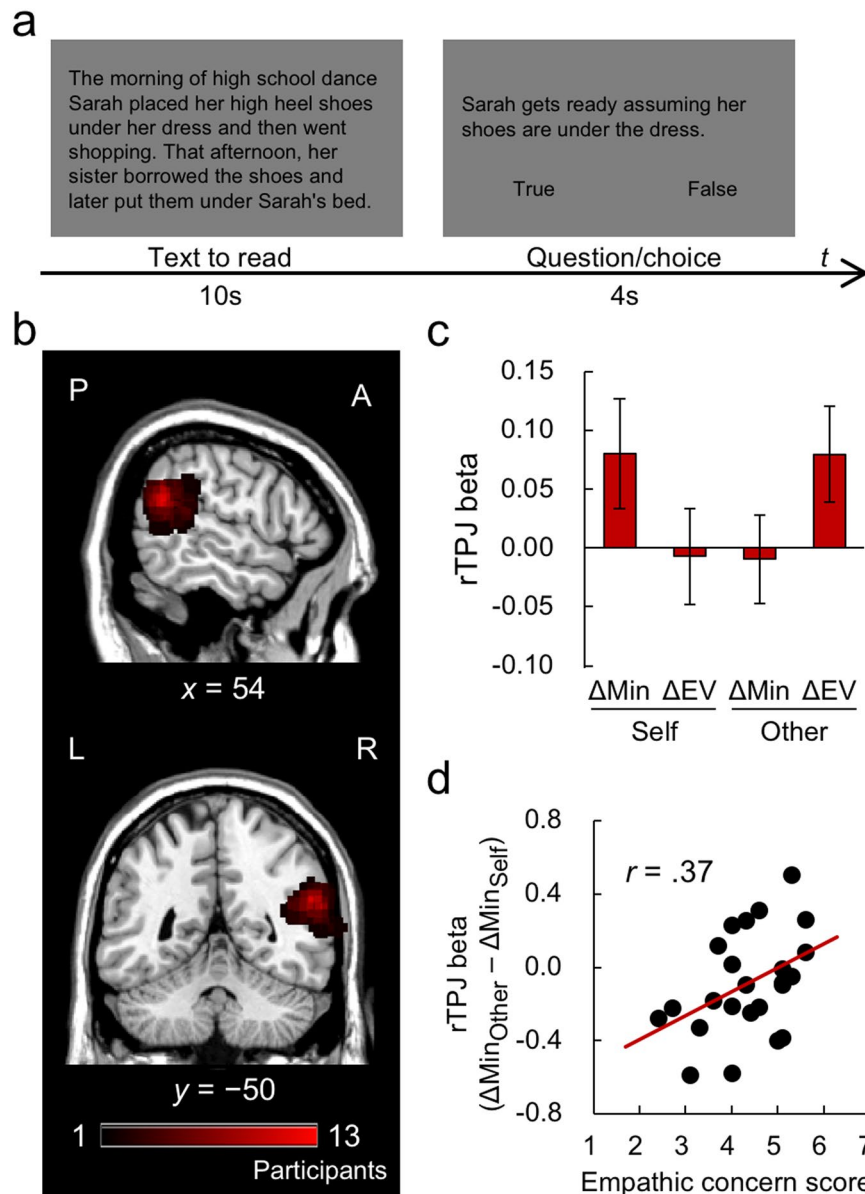 a
The morning of high school dance
Sarah placed her high heel shoes
under her dress and then went
shopping. That afternoon, her
sister borrowed the shoes and
later put them under Sarah's bed.
Sarah gets ready assuming her
shoes are under the dress.
True False
Text to read
Question/choice
t
10s
4s
b
P A
x = 54
L R
y = −50
1 13
Participants
c
rTPJ beta
0.15
0.10
0.05
0.00
-0.05
-0.10
ΔMin ΔEV ΔMin ΔEV
Self Other
d
rTPJ beta
(ΔMinOther − ΔMinSelf)
0.8
0.4
0.0
-0.4
-0.8
r = .37
1 2 3 4 5 6 7
Empathic concern score